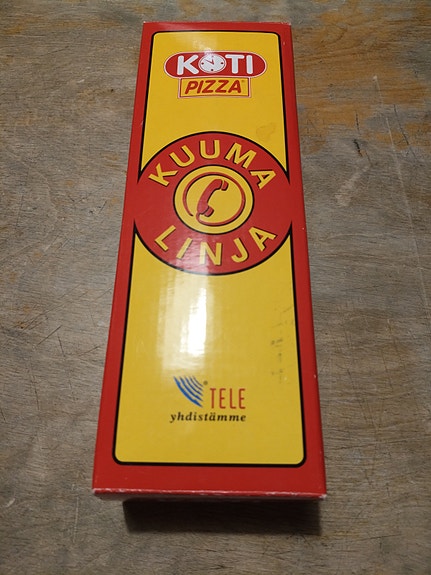 KOTI
PIZZA
KUUMA
LINJA
TELE
yhdistämme